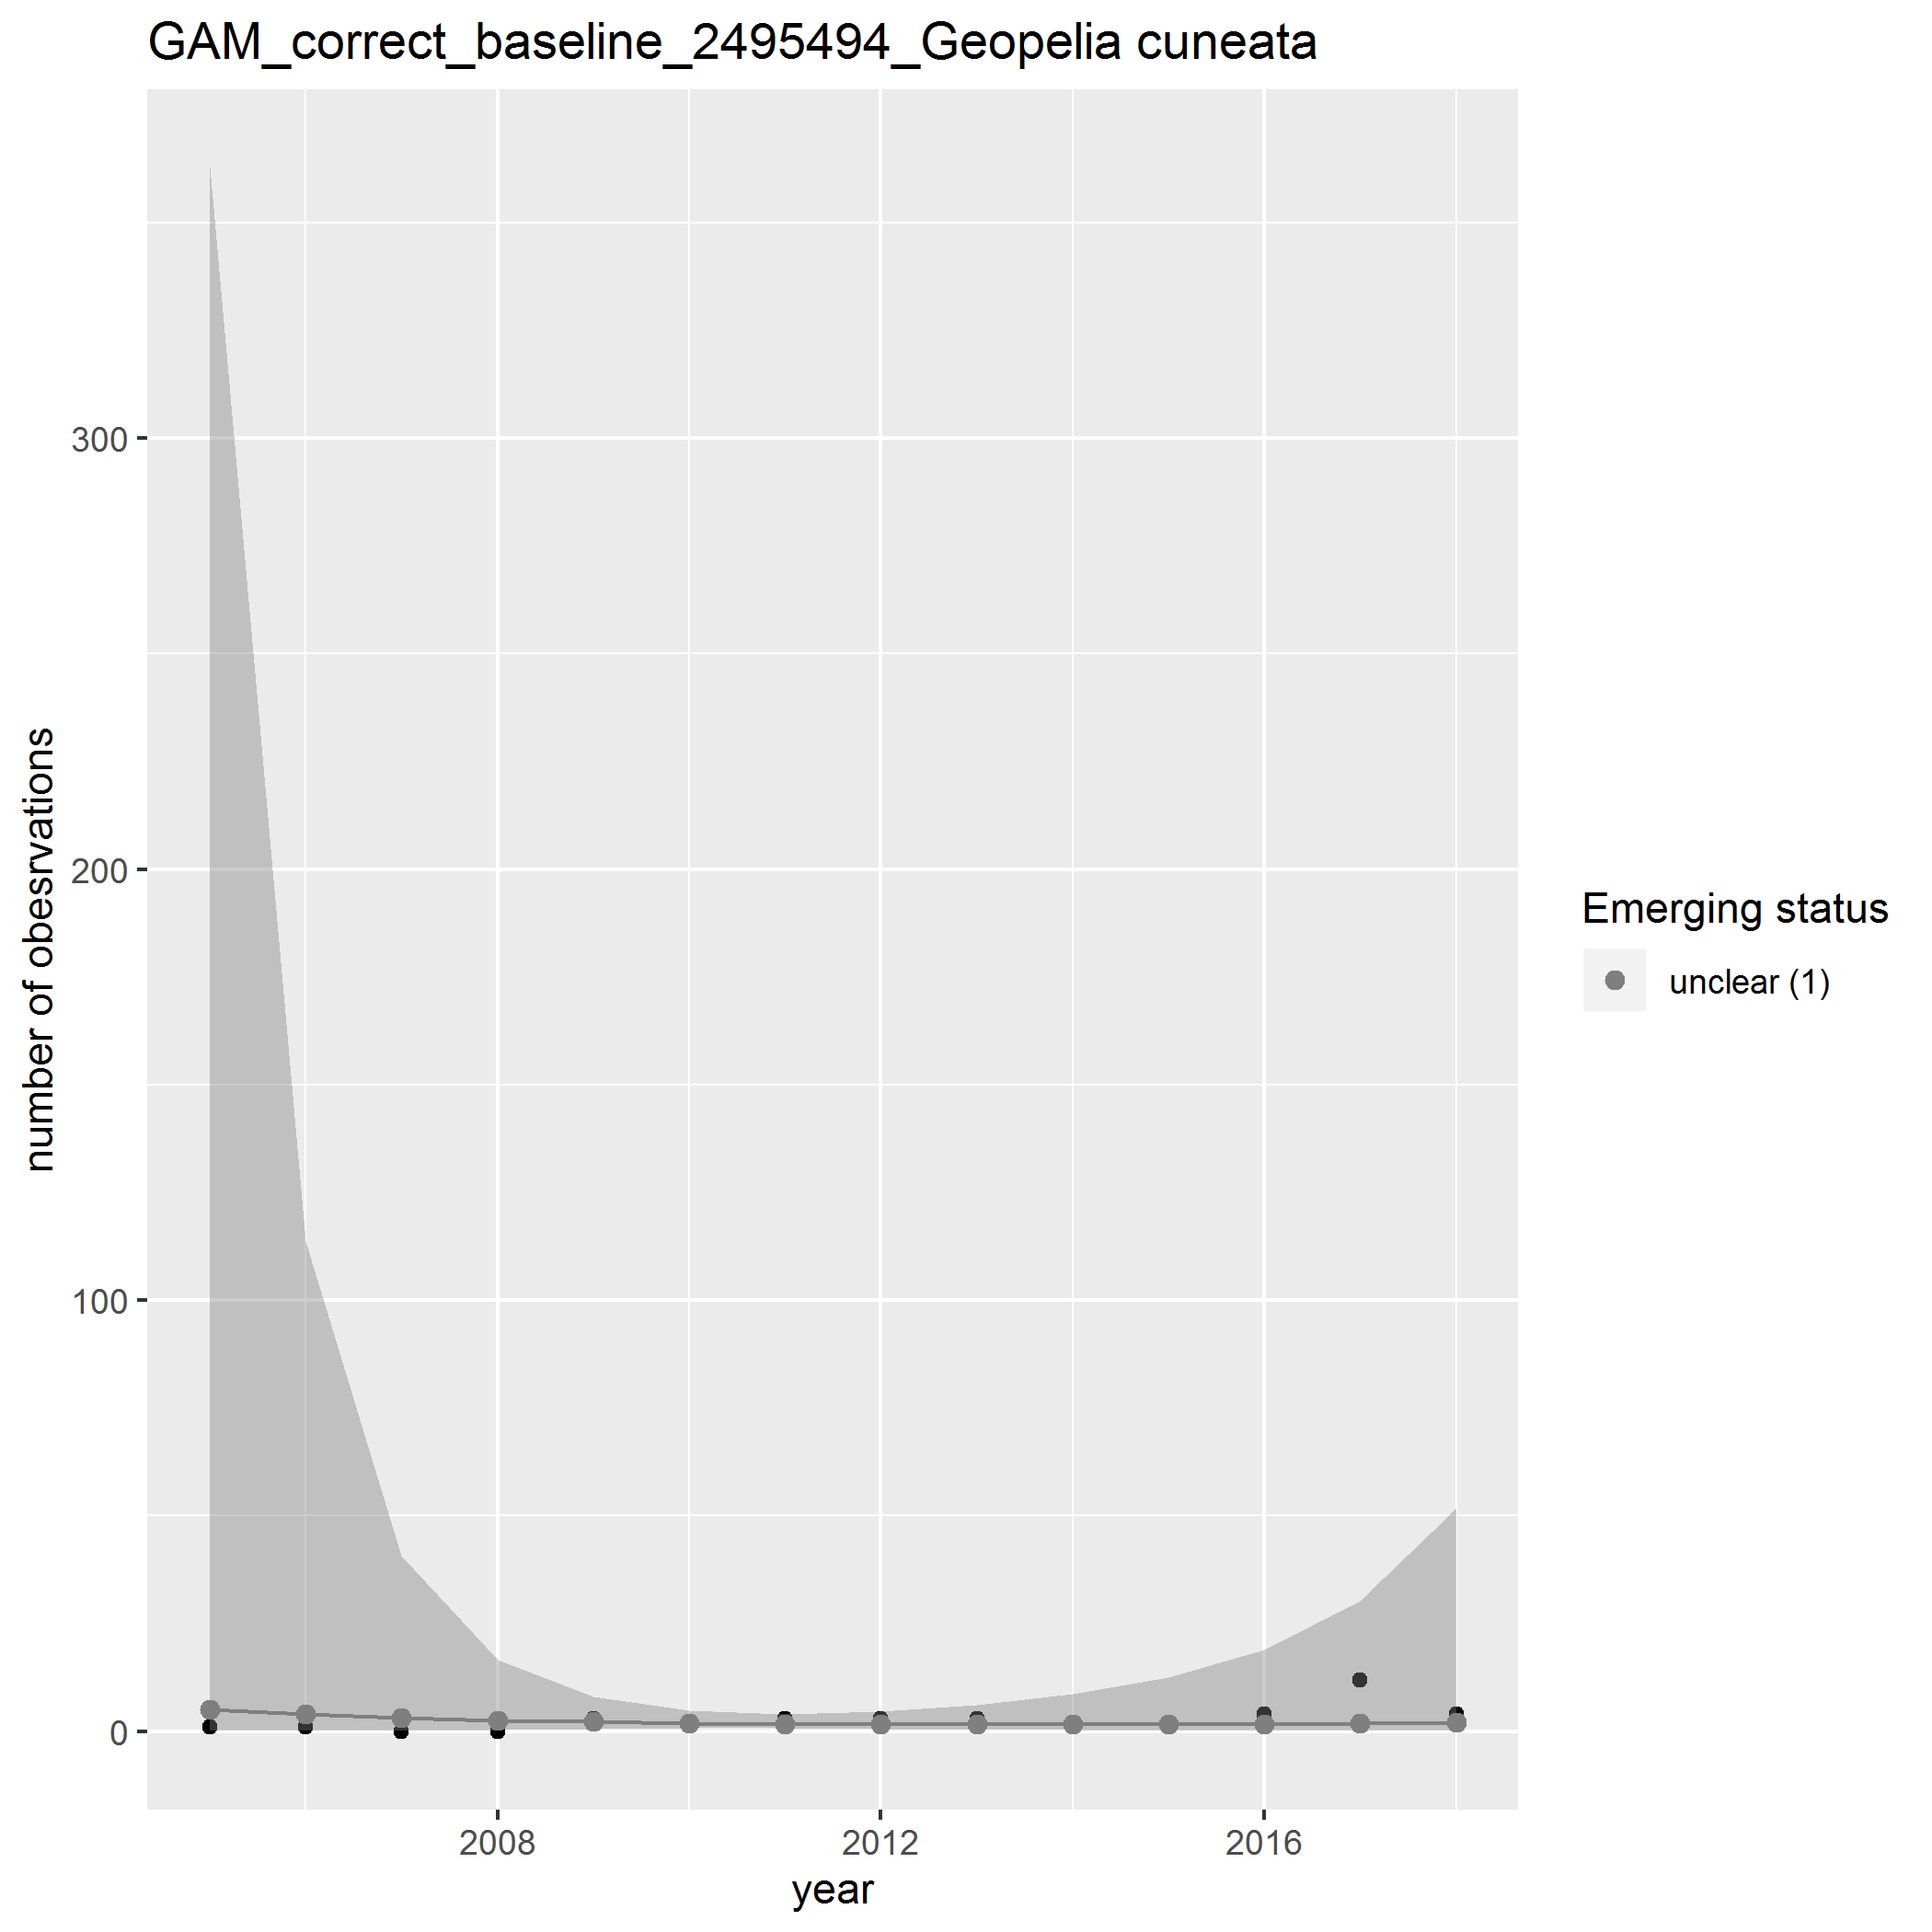 GAM_correct_baseline_2495494_Geopelia cuneata
number of obesrvations
300
200
100
0
2008
2012
2016
year
Emerging status
unclear (1)